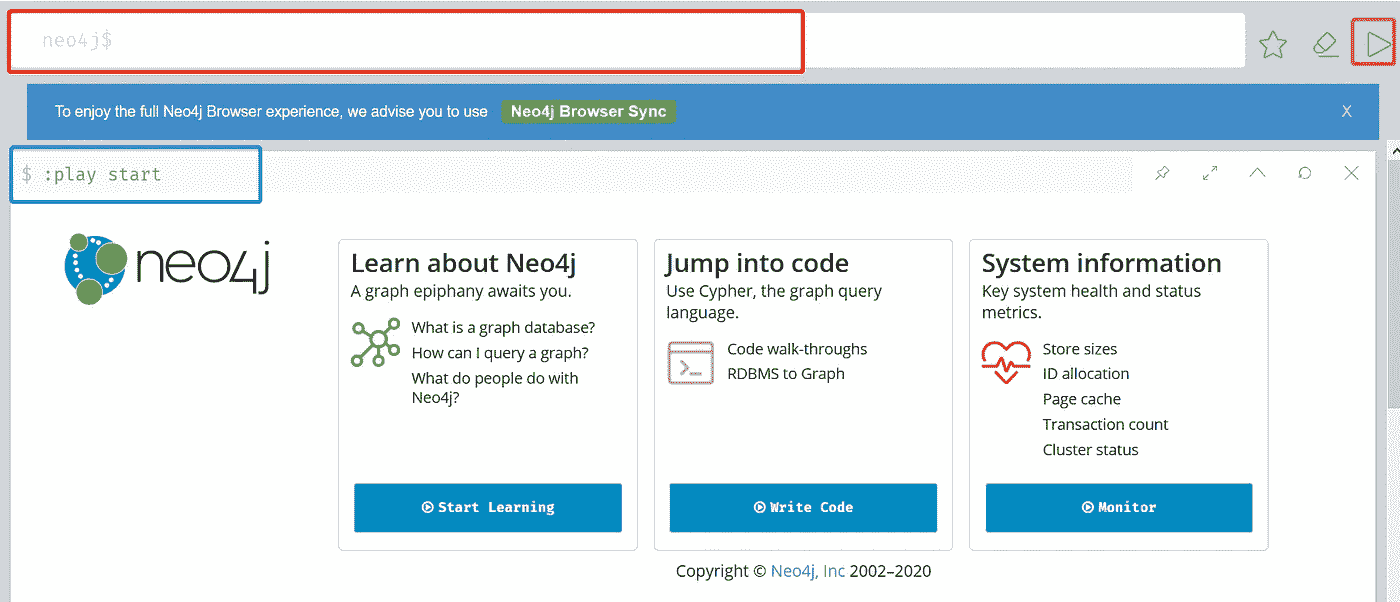 neo4j$
To enjoy the full Neo4j Browser experience, we advise you to use Neo4j Browser Sync X
$ :play start
neo4j
Learn about Neo4j
A graph epiphany awaits you.
What is a graph database?
How can I query a graph?
What do people do with
Neo4j?
Start Learning
Jump into code
Use Cypher, the graph query
language.
Code walk-throughs
RDBMS to Graph
Write Code
System information
Key system health and status
metrics.
Store sizes
ID allocation
Page cache
Transaction count
Cluster status
Monitor
Copyright © Neo4j, Inc 2002–2020